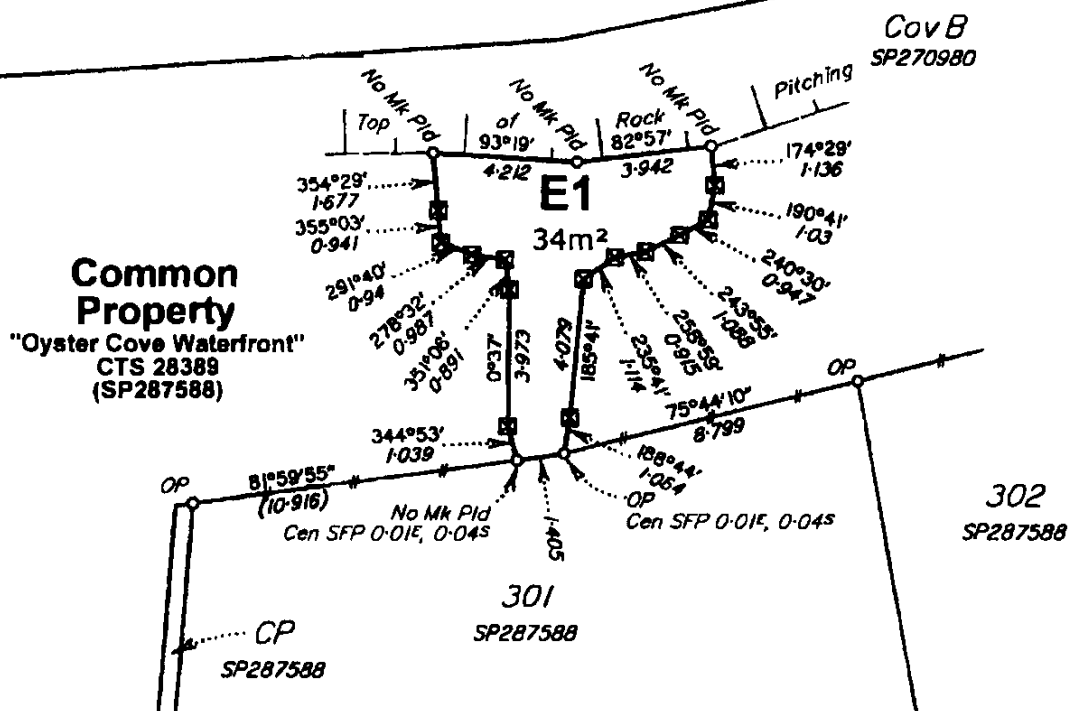 Cov B
SP270980
No Mk Pld
No Mk Pld
No Mk Pld
Top
of
Rock
Pitching
93°19'
4·212
82°57'
3·942
174°29'
1·136
E1
34m²
354°29'
1·677
355°03'
0·941
291°40'
0·94
278°32'
0·987
351°06'
0·891
0°37'
3·973
344°53'
1·039
190°41'
1·03
240°30'
0·947
243°55'
1·088
258°59'
0·915
235°41'
1·114
4·079
185°41'
188°44'
1·054
Common
Property
"Oyster Cove Waterfront"
CTS 28389
(SP287588)
OP
75°44'10"
8·799
OP
81°59'55"
(10·916)
No Mk Pld
Cen SFP 0·01E, 0·04S
1·405
OP
Cen SFP 0·01E, 0·04S
302
SP287588
301
SP287588
CP
SP287588